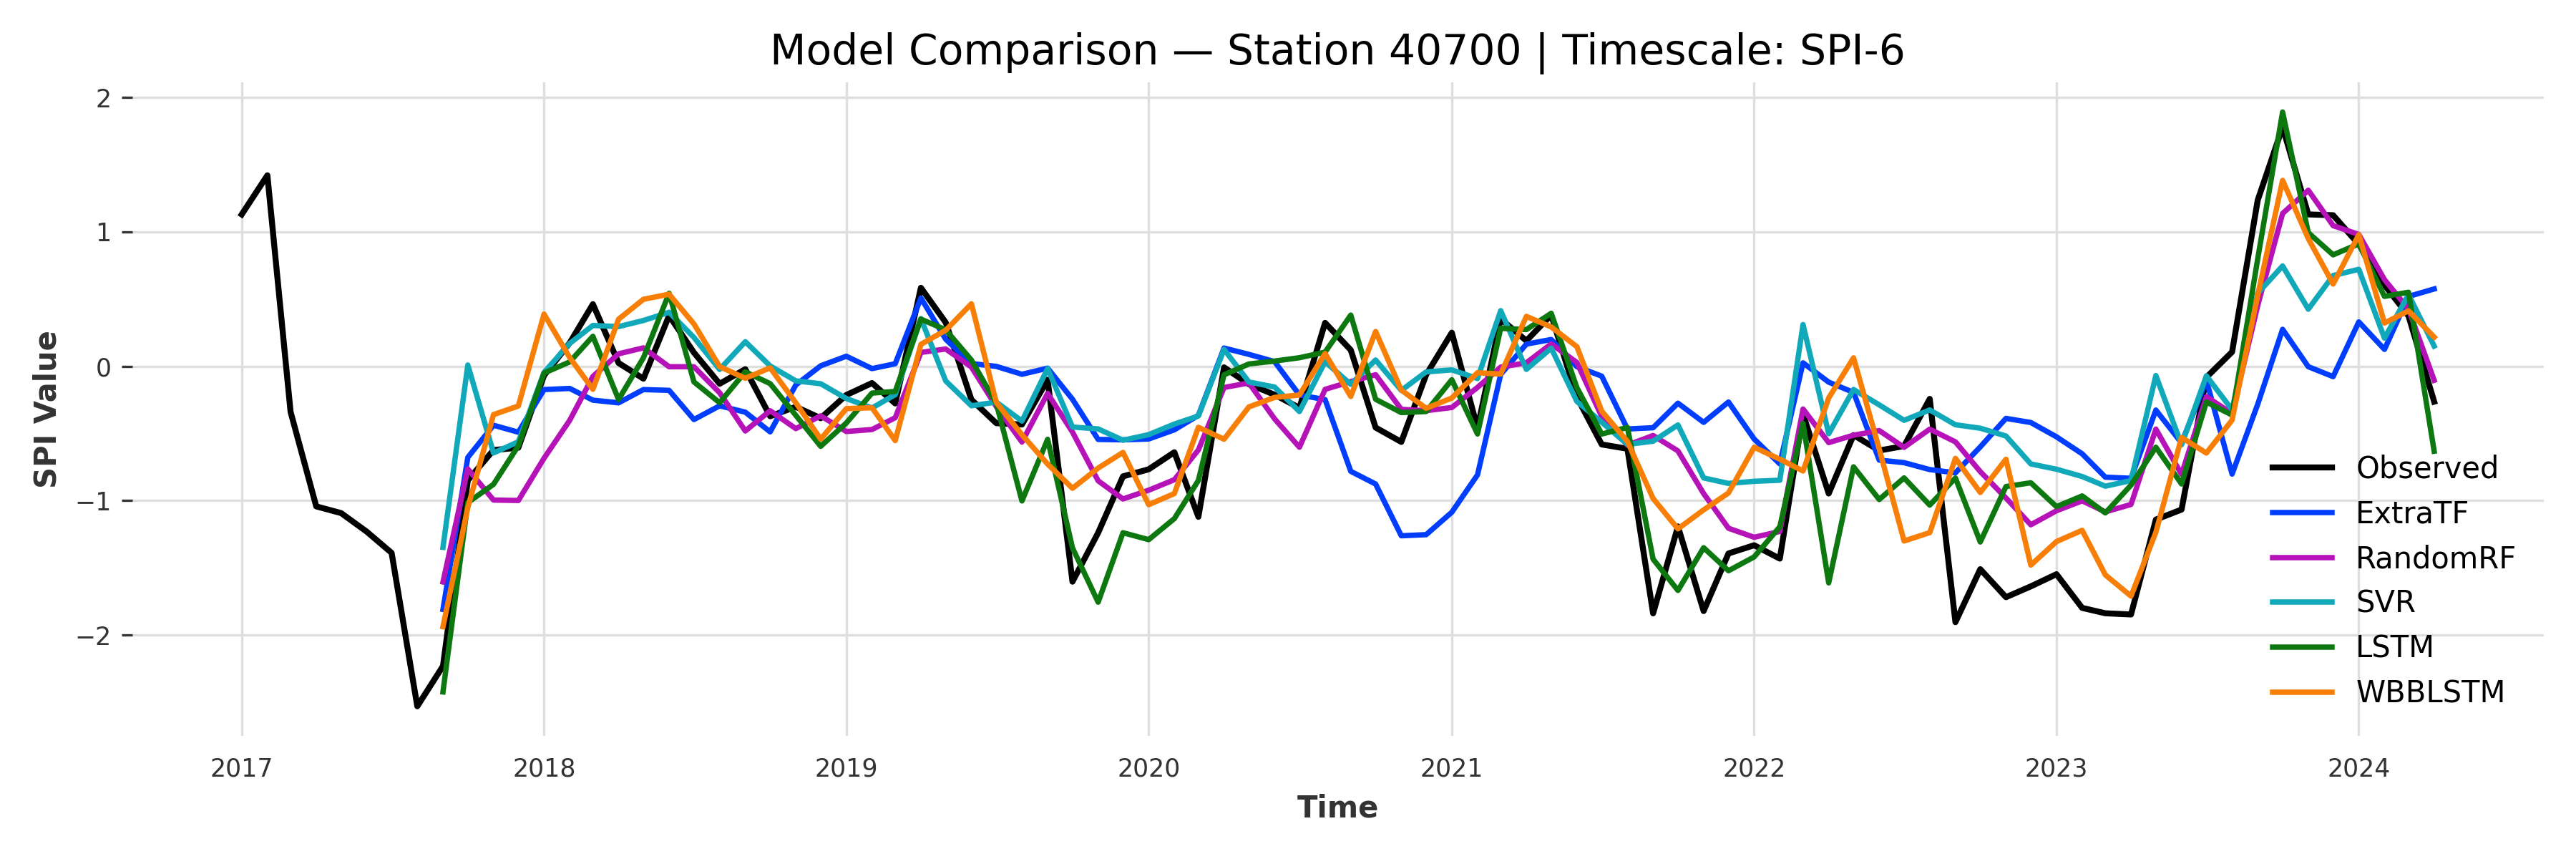 Model Comparison — Station 40700 | Timescale: SPI-6
SPI Value
2
1
0
−1
−2
2017 2018 2019 2020 2021 2022 2023 2024
Time
Observed
ExtraTF
RandomRF
SVR
LSTM
WBBLSTM